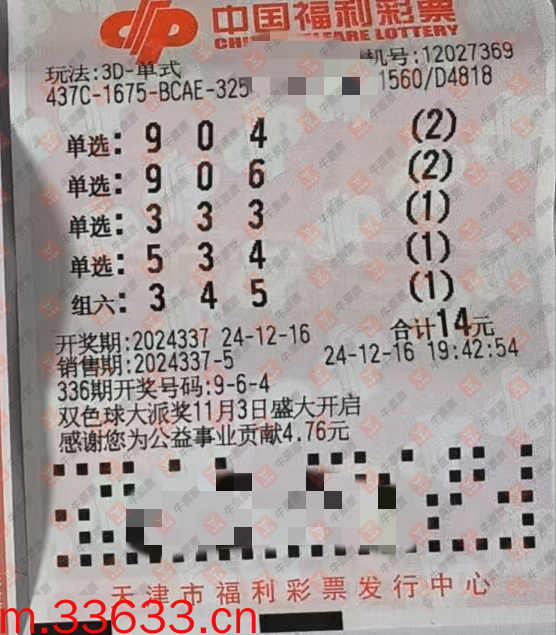 中国福利彩票
玩法:3D-单式 机号:12027369
437C-1675-BCAE-325 1560/D4818
单选: 9 0 4 (2)
单选: 9 0 6 (2)
单选: 3 3 3 (1)
单选: 5 3 4 (1)
组六: 3 4 5 (1)
开奖期:2024337 24-12-16 合计14元
销售期:2024337-5 24-12-16 19:42:54
336期开奖号码:9-6-4
双色球大派奖11月3日盛大开启
感谢您为公益事业贡献4.76元
天津市福利彩票发行中心
m.33633.cn